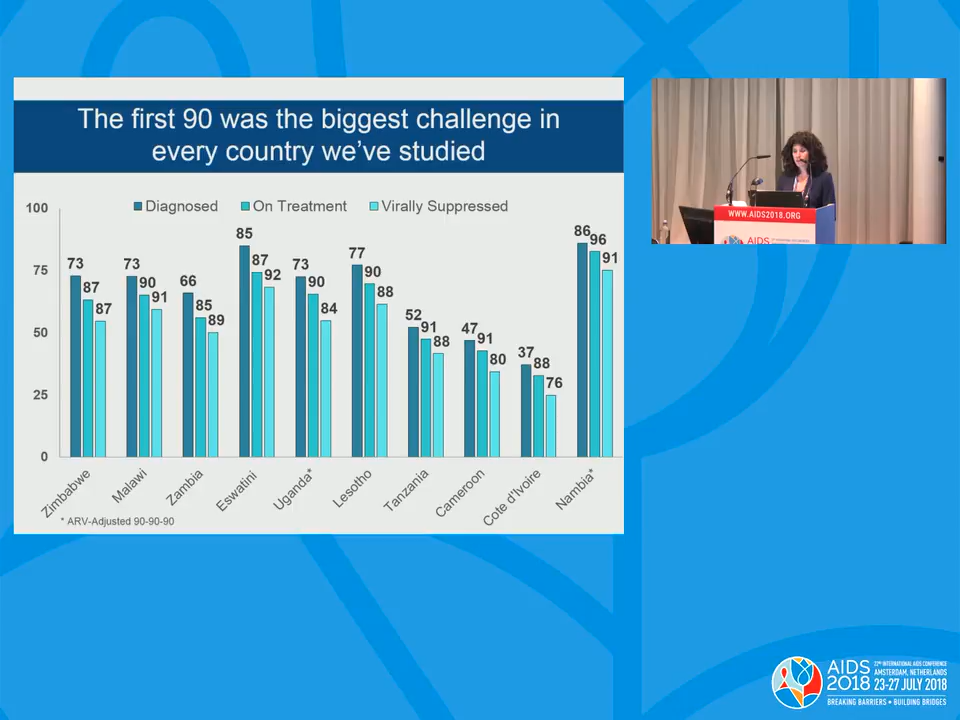 The first 90 was the biggest challenge in
every country we've studied
Diagnosed On Treatment Virally Suppressed
100
75
50
25
0
73 87 87
73 90 91
66 85 89
85 87 92
73 90 84
77 90 88
52 91 88
47 91 80
37 88 76
86 96 91
Zimbabwe
Malawi
Zambia
Eswatini
Uganda*
Lesotho
Tanzania
Cameroon
Cote d'Ivoire
Nambia*
* ARV-Adjusted 90-90-90
WWW.AIDS2018.ORG
AIDS
AIDS
2018
22ND INTERNATIONAL AIDS CONFERENCE
AMSTERDAM, NETHERLANDS
23-27 JULY 2018
BREAKING BARRIERS • BUILDING BRIDGES